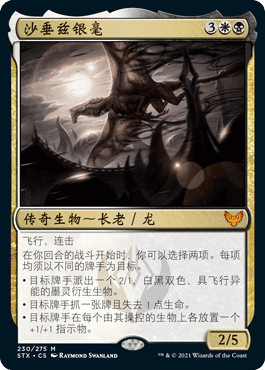 沙垂兹银毫 3
传奇生物～长老／龙
飞行，连击
在你回合的战斗开始时，你可以选择两项。每项
均须以不同的牌手为目标。
•目标牌手派出一个2/1，白黑双色，具飞行异
能的墨灵衍生生物。
•目标牌手抓一张牌且失去1点生命。
•目标牌手在每个由其操控的生物上各放置一个
+1/+1指示物。
2/5
230/275 M
STX • CS RAYMOND SWANLAND
™ & © 2021 Wizards of the Coast